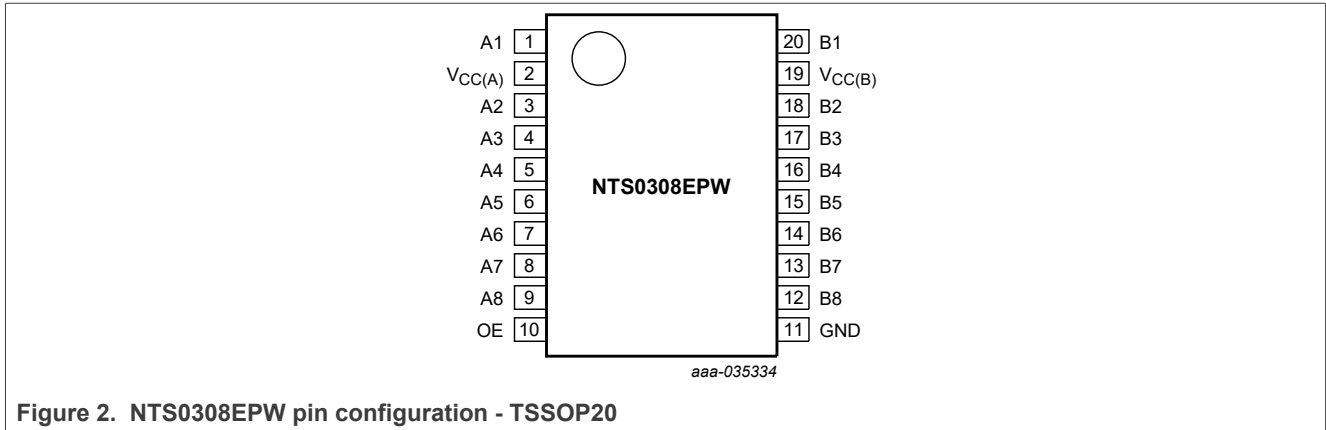 A1 1 20 B1
VCC(A) 2 19 VCC(B)
A2 3 18 B2
A3 4 17 B3
A4 5 16 B4
NTS0308EPW
A5 6 15 B5
A6 7 14 B6
A7 8 13 B7
A8 9 12 B8
OE 10 11 GND
aaa-035334
Figure 2. NTS0308EPW pin configuration - TSSOP20